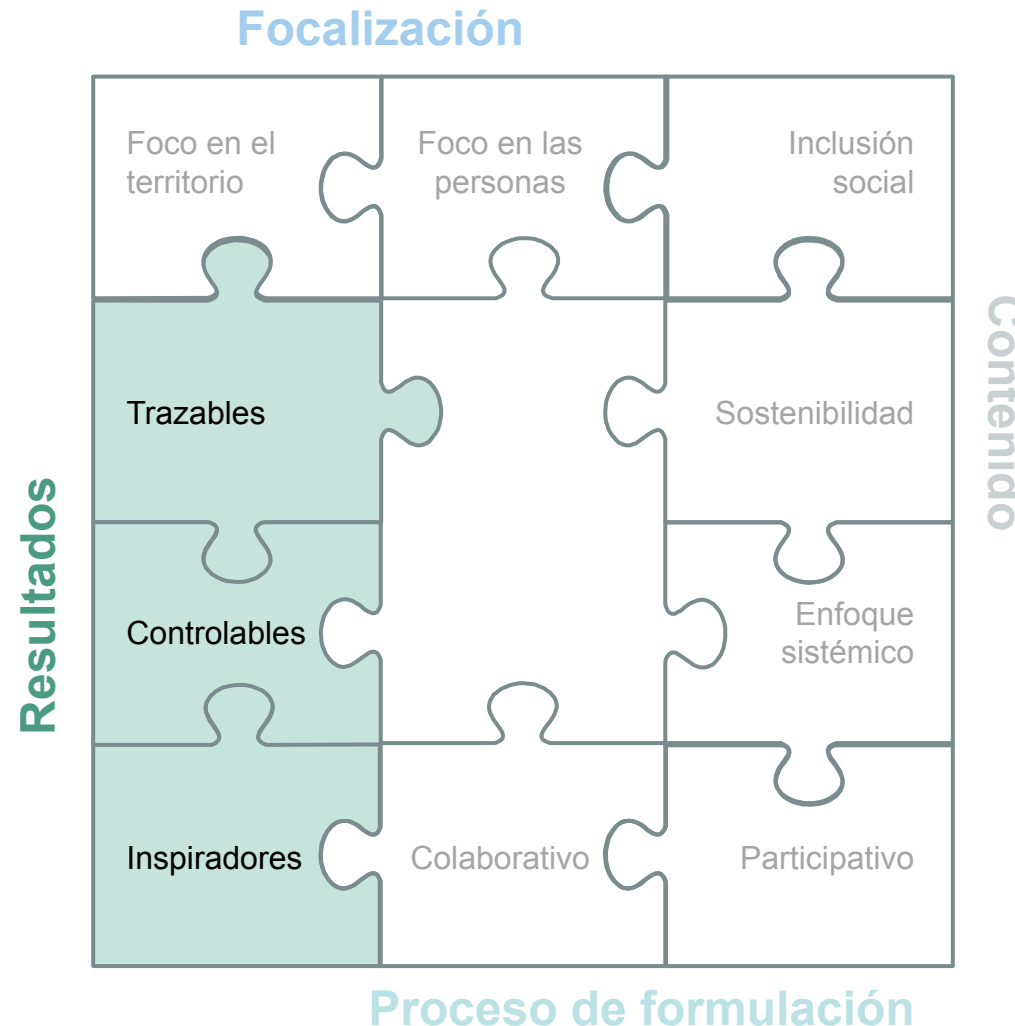 Focalización
Foco en el
territorio
Foco en las
personas
Inclusión
social
Trazables
Sostenibilidad
Contenido
Resultados
Controlables
Enfoque
sistémico
Inspiradores
Colaborativo
Participativo
Proceso de formulación